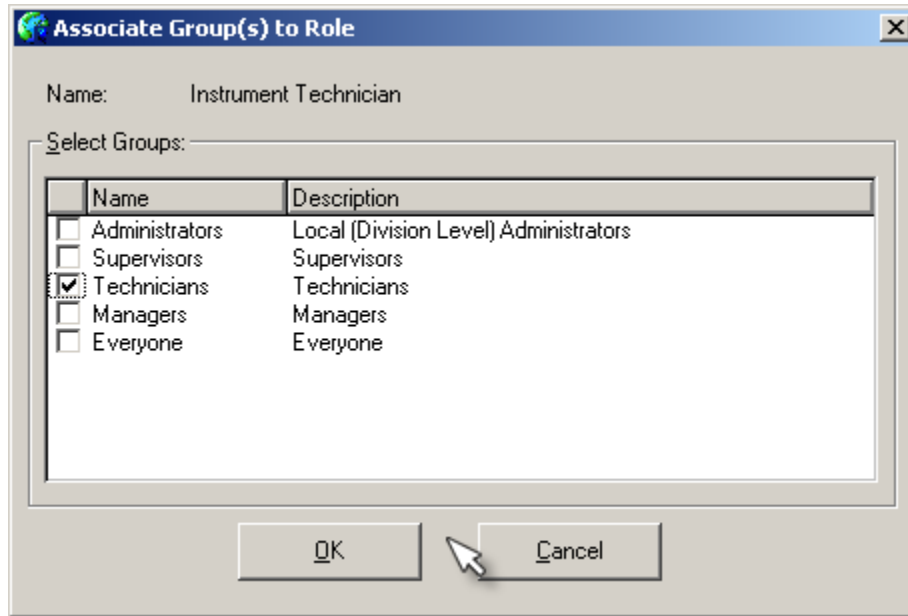 Associate Group(s) to Role
Name: Instrument Technician
Select Groups:
Name Description
Administrators Local (Division Level) Administrators
Supervisors Supervisors
Technicians Technicians
Managers Managers
Everyone Everyone
OK Cancel